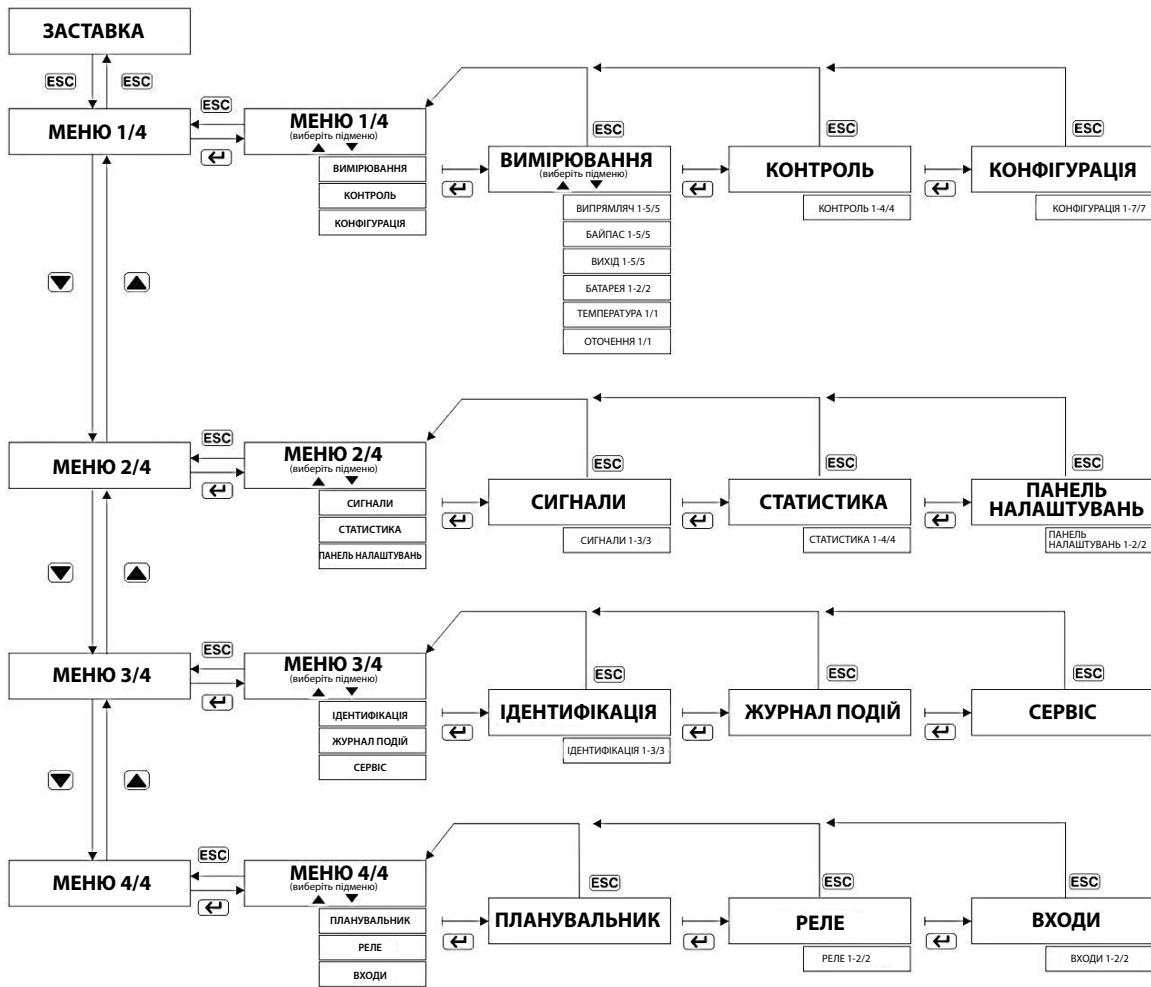 ЗАСТАВКА
ESC
ESC
МЕНЮ 1/4
ESC
МЕНЮ 1/4
(виберіть підменю)
ВИМІРЮВАННЯ
КОНТРОЛЬ
КОНФІГУРАЦІЯ
ESC
ВИМІРЮВАННЯ
(виберіть підменю)
ВИПРЯМЛЯЧ 1-5/5
БАЙПАС 1-5/5
ВИХІД 1-5/5
БАТАРЕЯ 1-2/2
ТЕМПЕРАТУРА 1/1
ОТОЧЕННЯ 1/1
ESC
КОНТРОЛЬ
КОНТРОЛЬ 1-4/4
ESC
КОНФІГУРАЦІЯ
КОНФІГУРАЦІЯ 1-7/7
МЕНЮ 2/4
ESC
МЕНЮ 2/4
(виберіть підменю)
СИГНАЛИ
СТАТИСТИКА
ПАНЕЛЬ НАЛАШТУВАНЬ
ESC
СИГНАЛИ
СИГНАЛИ 1-3/3
ESC
СТАТИСТИКА
СТАТИСТИКА 1-4/4
ESC
ПАНЕЛЬ
НАЛАШТУВАНЬ
ПАНЕЛЬ
НАЛАШТУВАНЬ 1-2/2
МЕНЮ 3/4
ESC
МЕНЮ 3/4
(виберіть підменю)
ІДЕНТИФІКАЦІЯ
ЖУРНАЛ ПОДІЙ
СЕРВІС
ESC
ІДЕНТИФІКАЦІЯ
ІДЕНТИФІКАЦІЯ 1-3/3
ESC
ЖУРНАЛ ПОДІЙ
ESC
СЕРВІС
МЕНЮ 4/4
ESC
МЕНЮ 4/4
(виберіть підменю)
ПЛАНУВАЛЬНИК
РЕЛЕ
ВХОДИ
ESC
ПЛАНУВАЛЬНИК
ESC
РЕЛЕ
РЕЛЕ 1-2/2
ESC
ВХОДИ
ВХОДИ 1-2/2